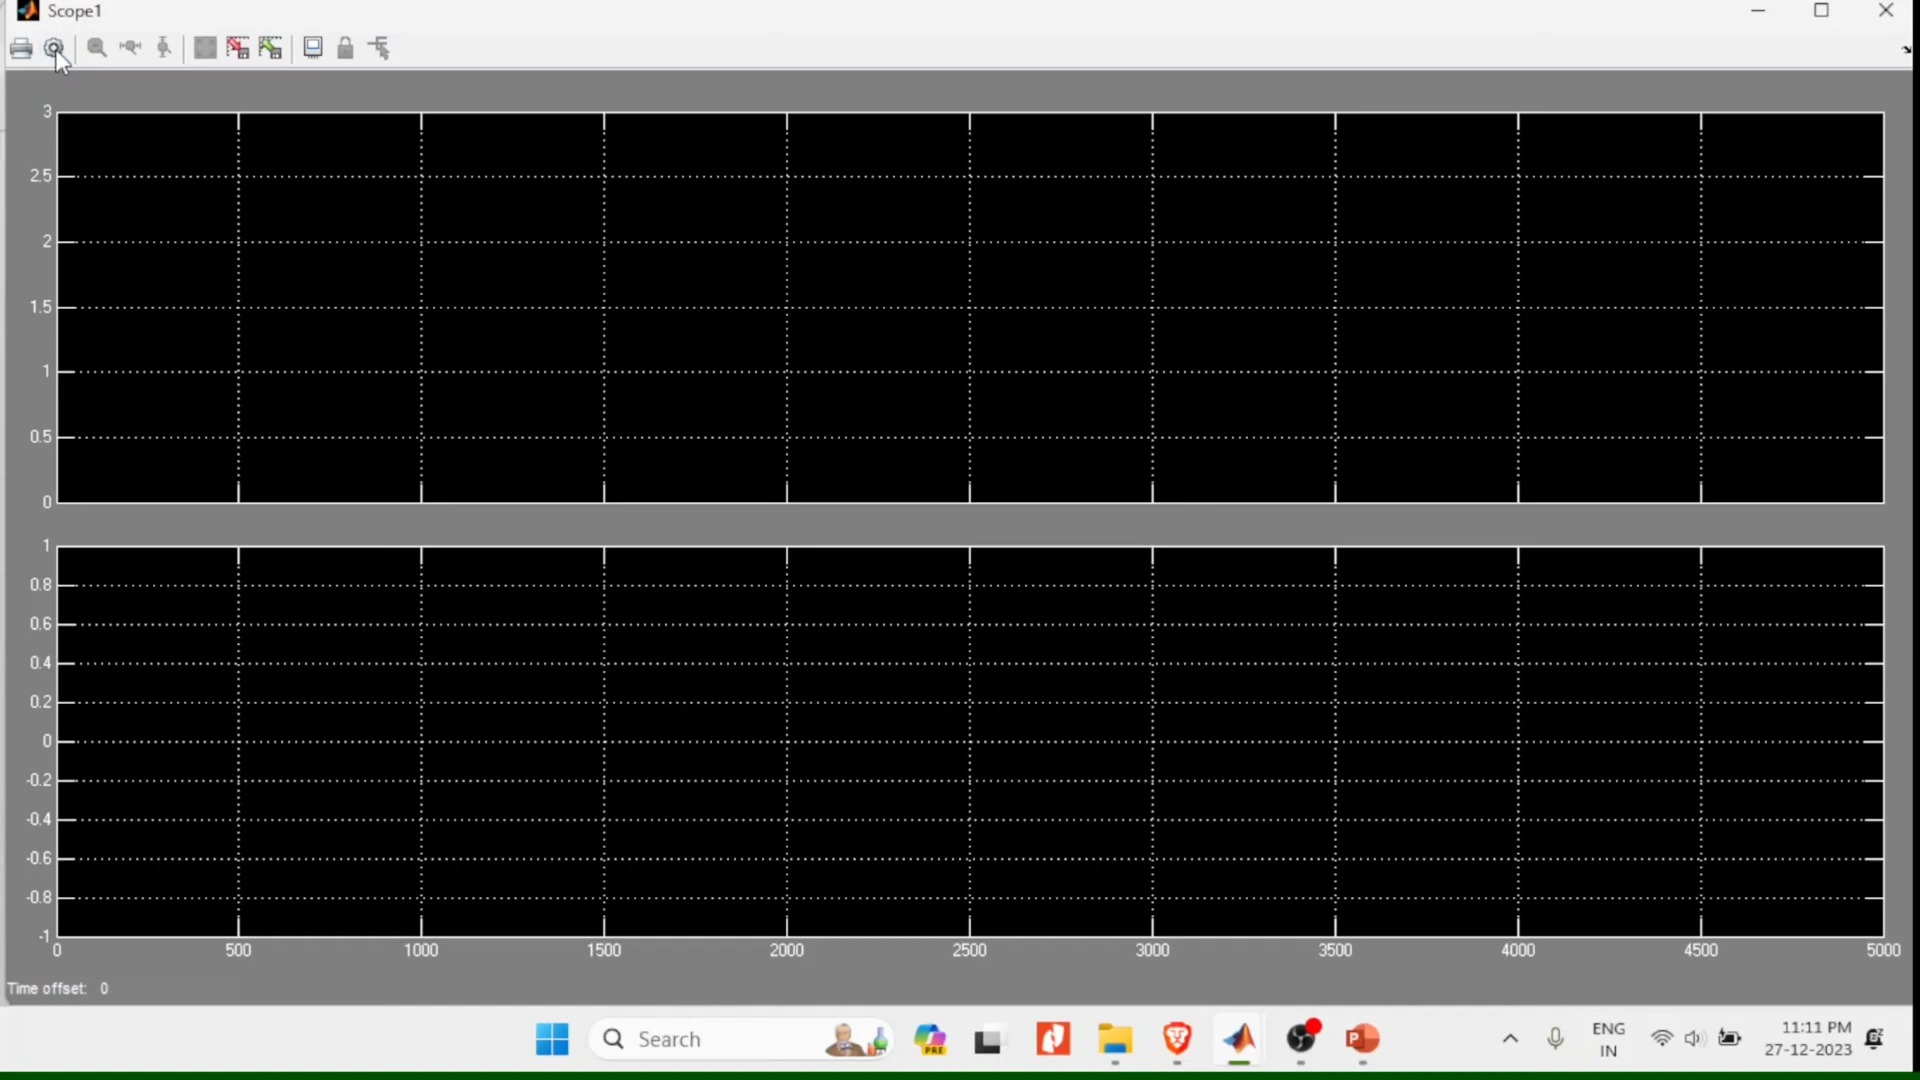 Scope1
3
2.5
2
1.5
1
0.5
0
1
0.8
0.6
0.4
0.2
0
-0.2
-0.4
-0.6
-0.8
-1
0 500 1000 1500 2000 2500 3000 3500 4000 4500 5000
Time offset: 0
Search
PRE
ENG
IN
11:11 PM
27-12-2023